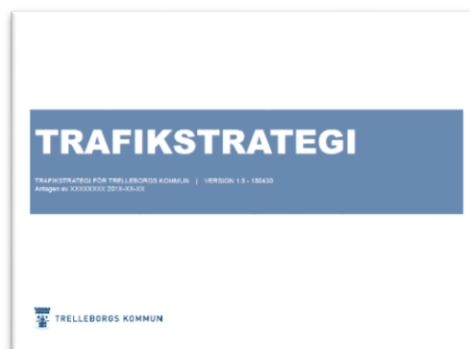 TRAFIKSTRATEGI
TRAFIKSTRATEGI FÖR TRELLEBORGS KOMMUN | VERSION 1.5 - 180430
Antagen av XXXXXXXX 201X-XX-XX
TRELLEBORGS KOMMUN